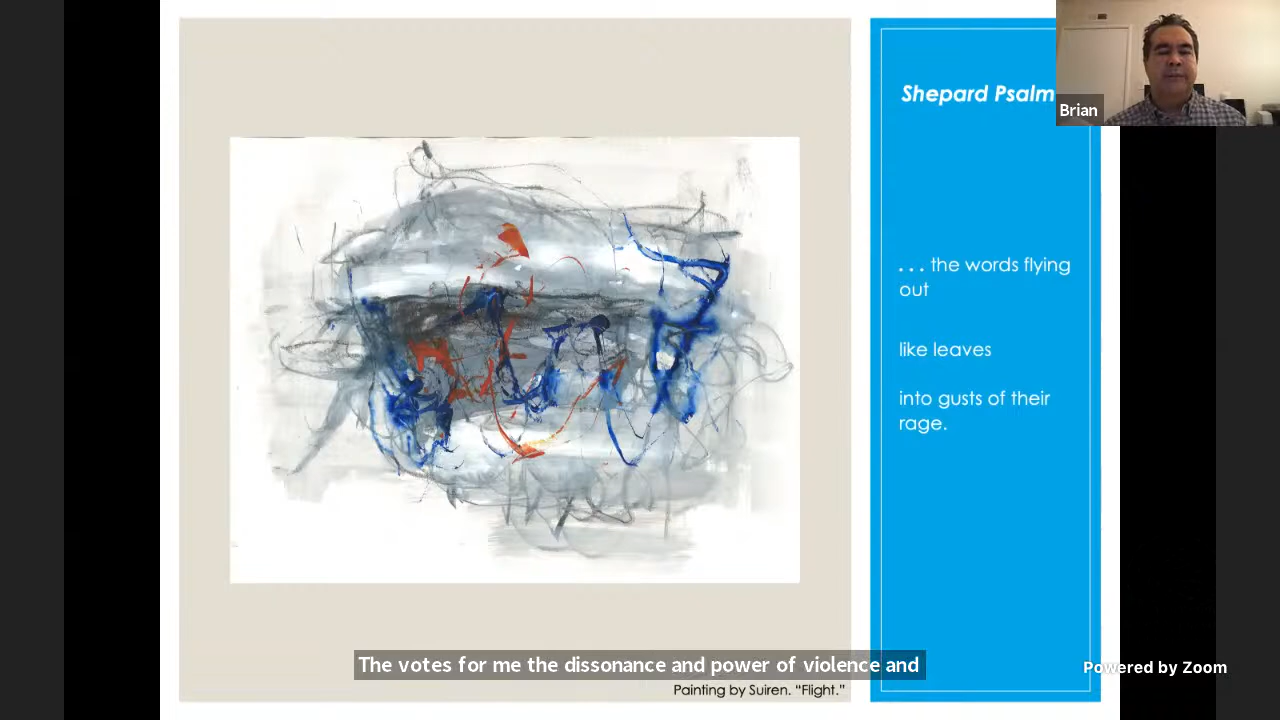 Shepard Psalm
Brian
. . . the words flying
out
like leaves
into gusts of their
rage.
The votes for me the dissonance and power of violence and
Powered by Zoom
Painting by Suiren. “Flight.”